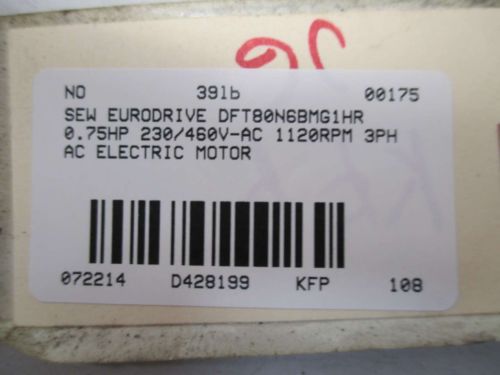 NO 39lb 00175
SEW EURODRIVE DFT80N6BMG1HR
0.75HP 230/460V-AC 1120RPM 3PH
AC ELECTRIC MOTOR
072214 D428199 KFP 108